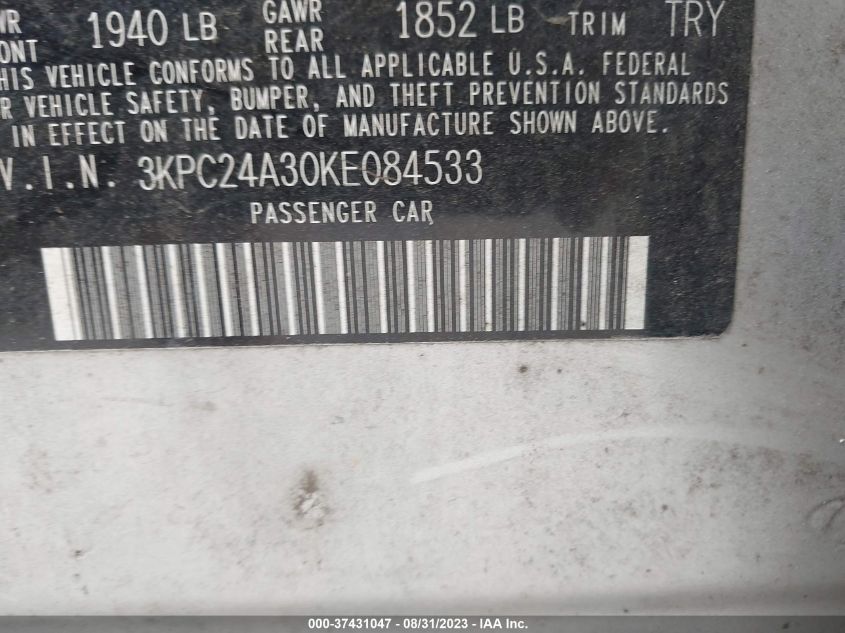 WR 1940 LB GAWR 1852 LB TRIM TRY
ONT REAR
HIS VEHICLE CONFORMS TO ALL APPLICABLE U.S.A. FEDERAL
R VEHICLE SAFETY, BUMPER, AND THEFT PREVENTION STANDARDS
IN EFFECT ON THE DATE OF MANUFACTURE SHOWN ABOVE.
V.I.N. 3KPC24A30KE084533
PASSENGER CAR
000-37431047 - 08/31/2023 - IAA Inc.